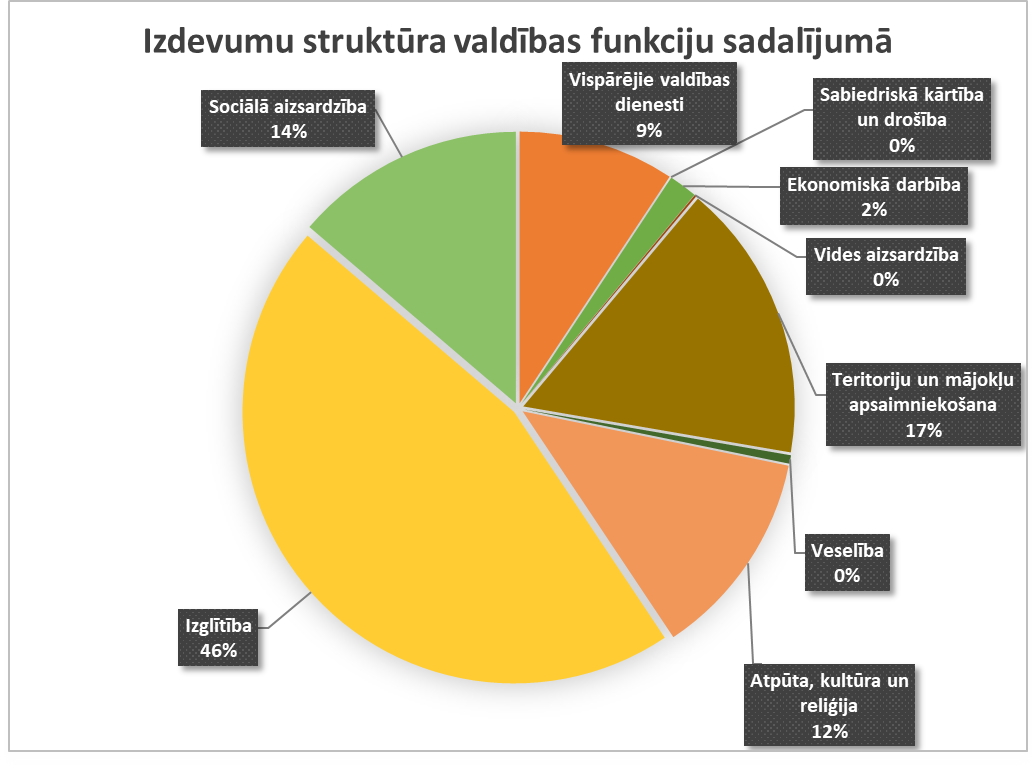 Izdevumu struktūra valdības funkciju sadalījumā
Vispārējie valdības
dienesti
9%
Sabiedriskā kārtība
un drošība
0%
Ekonomiskā darbība
2%
Vides aizsardzība
0%
Teritoriju un mājokļu
apsaimniekošana
17%
Veselība
0%
Atpūta, kultūra un
reliģija
12%
Izglītība
46%
Sociālā aizsardzība
14%